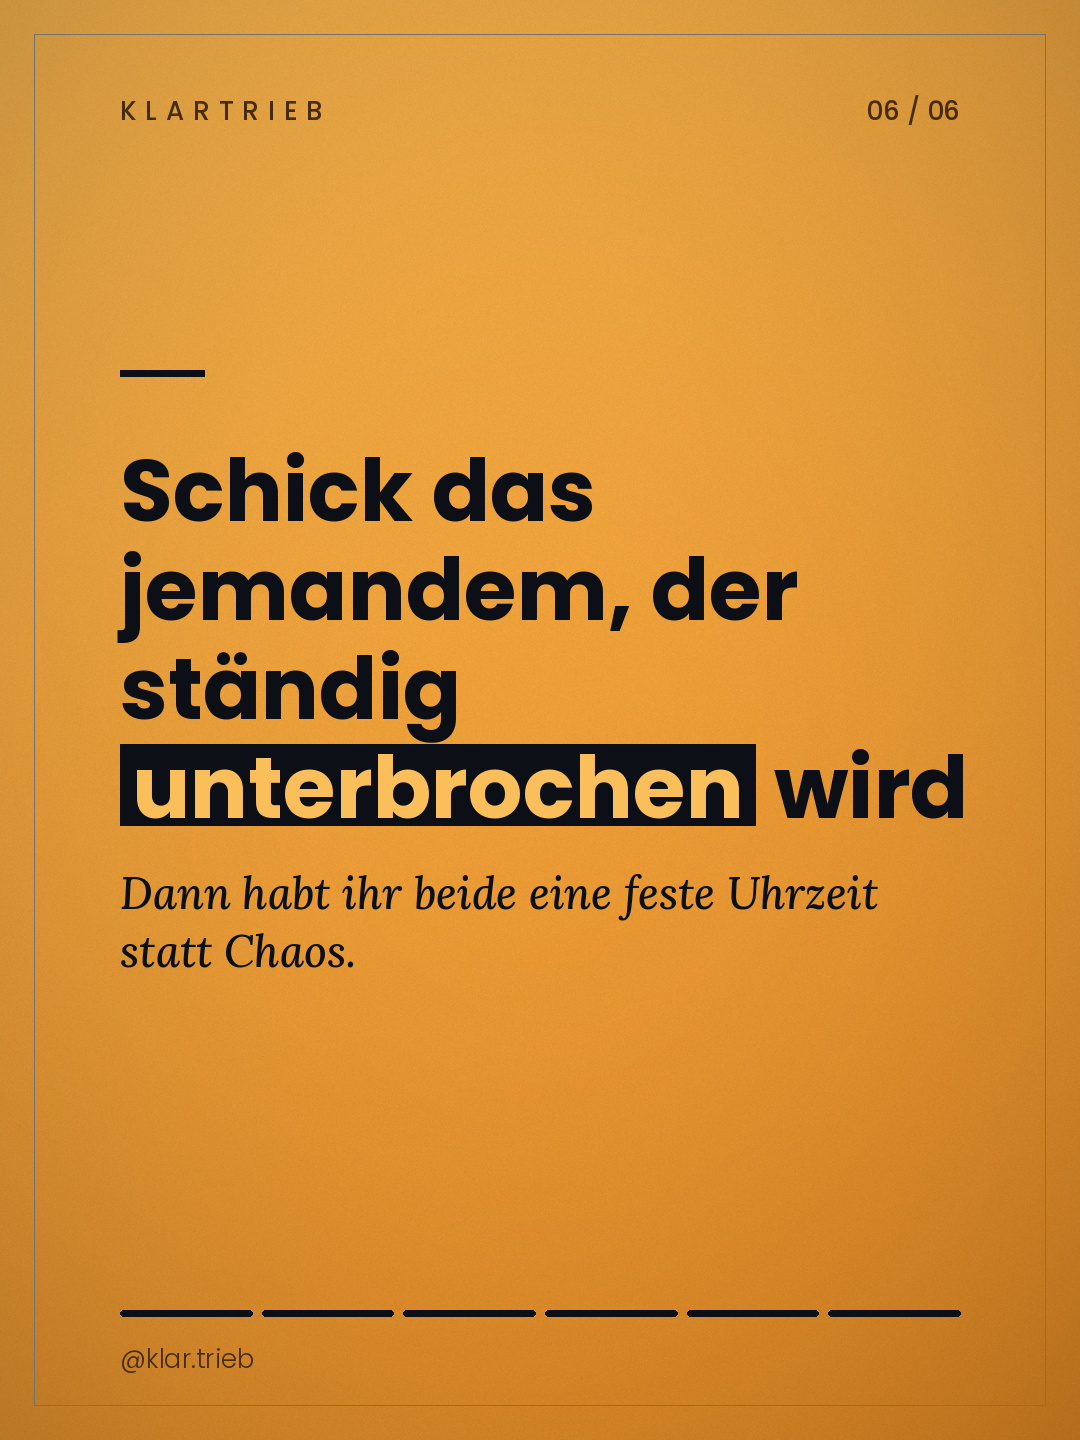 KLARTRIEB
06 / 06
Schick das
jemandem, der
ständig
unterbrochen wird
Dann habt ihr beide eine feste Uhrzeit
statt Chaos.
@klar.trieb